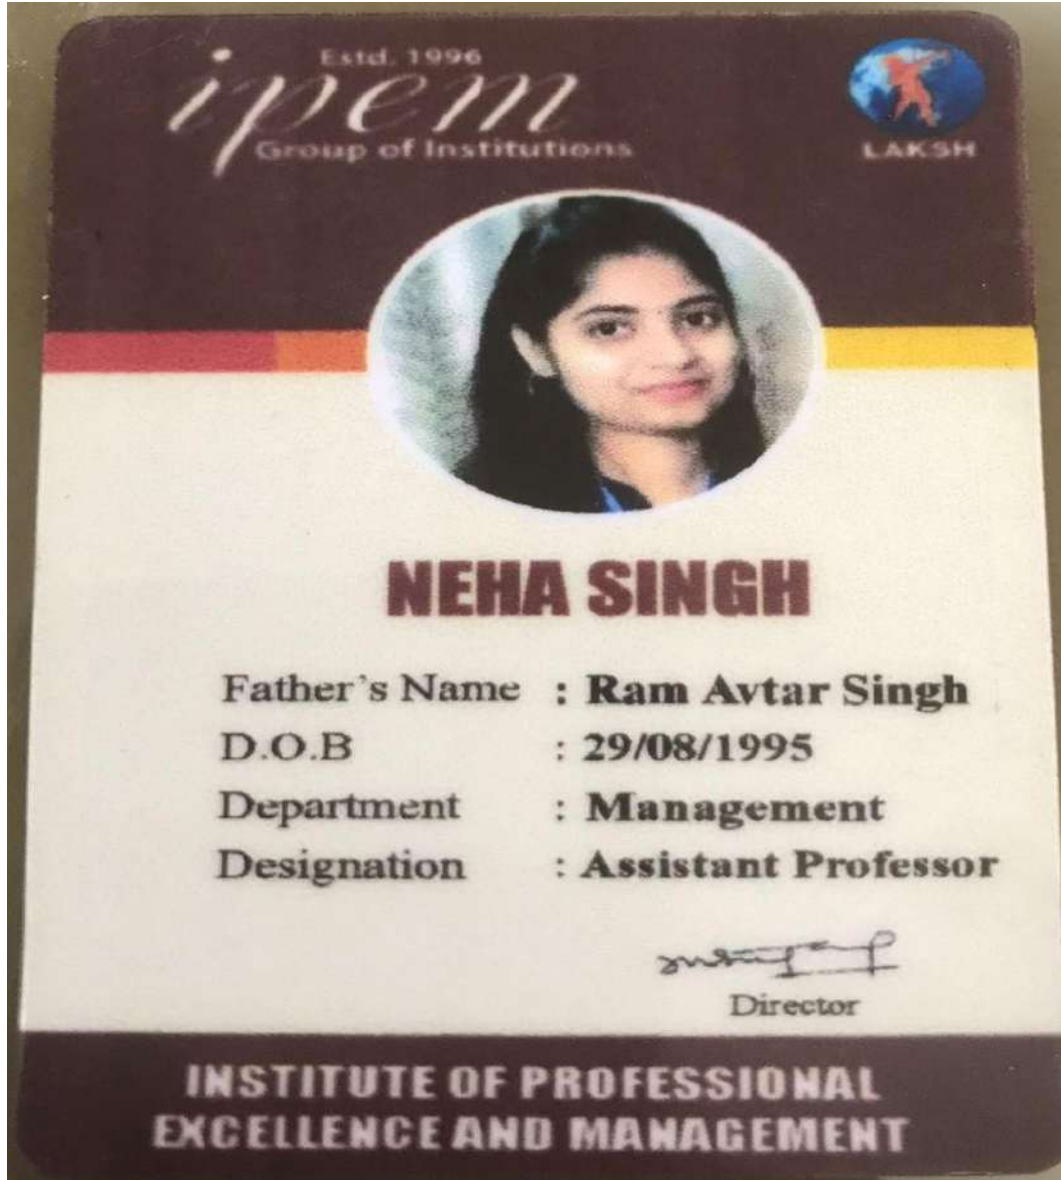 Estd. 1996
ipem
Group of Institutions
LAKSH
NEHA SINGH
Father's Name : Ram Avtar Singh
D.O.B : 29/08/1995
Department : Management
Designation : Assistant Professor
Director
INSTITUTE OF PROFESSIONAL
EXCELLENCE AND MANAGEMENT